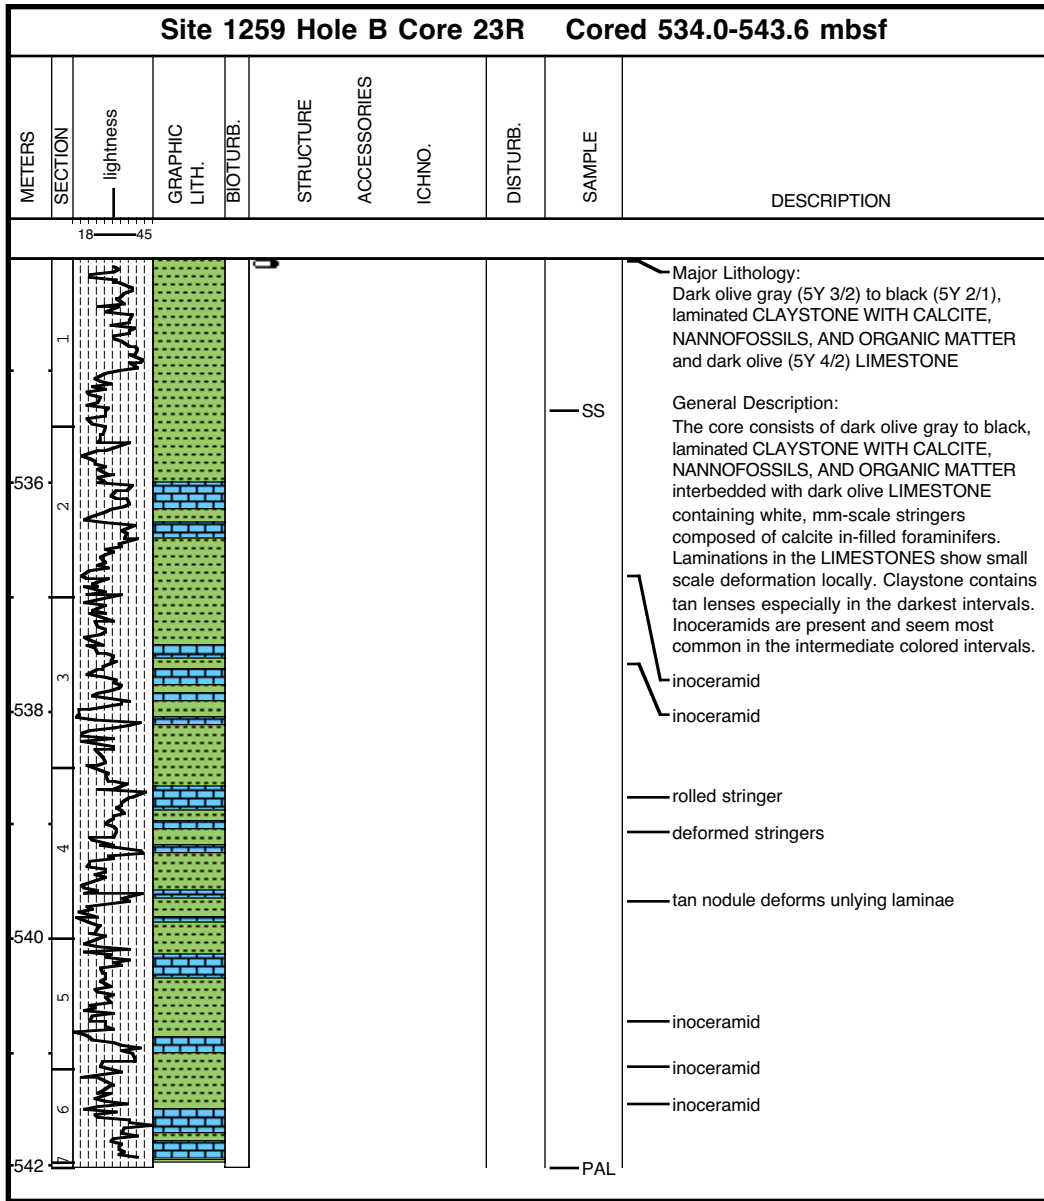 Site 1259 Hole B Core 23R Cored 534.0-543.6 mbsf
METERS
SECTION
lightness
GRAPHIC
LITH.
BIOTURB.
STRUCTURE
ACCESSORIES
ICHNO.
DISTURB.
SAMPLE
DESCRIPTION
18 45
Major Lithology:
Dark olive gray (5Y 3/2) to black (5Y 2/1),
laminated CLAYSTONE WITH CALCITE,
NANNOFOSSILS, AND ORGANIC MATTER
and dark olive (5Y 4/2) LIMESTONE
1
SS
General Description:
The core consists of dark olive gray to black,
laminated CLAYSTONE WITH CALCITE,
NANNOFOSSILS, AND ORGANIC MATTER
interbedded with dark olive LIMESTONE
containing white, mm-scale stringers
composed of calcite in-filled foraminifers.
Laminations in the LIMESTONES show small
scale deformation locally. Claystone contains
tan lenses especially in the darkest intervals.
Inoceramids are present and seem most
common in the intermediate colored intervals.
536
2
3
inoceramid
538
inoceramid
rolled stringer
deformed stringers
4
tan nodule deforms unlying laminae
540
5
inoceramid
inoceramid
6
inoceramid
7
542
PAL